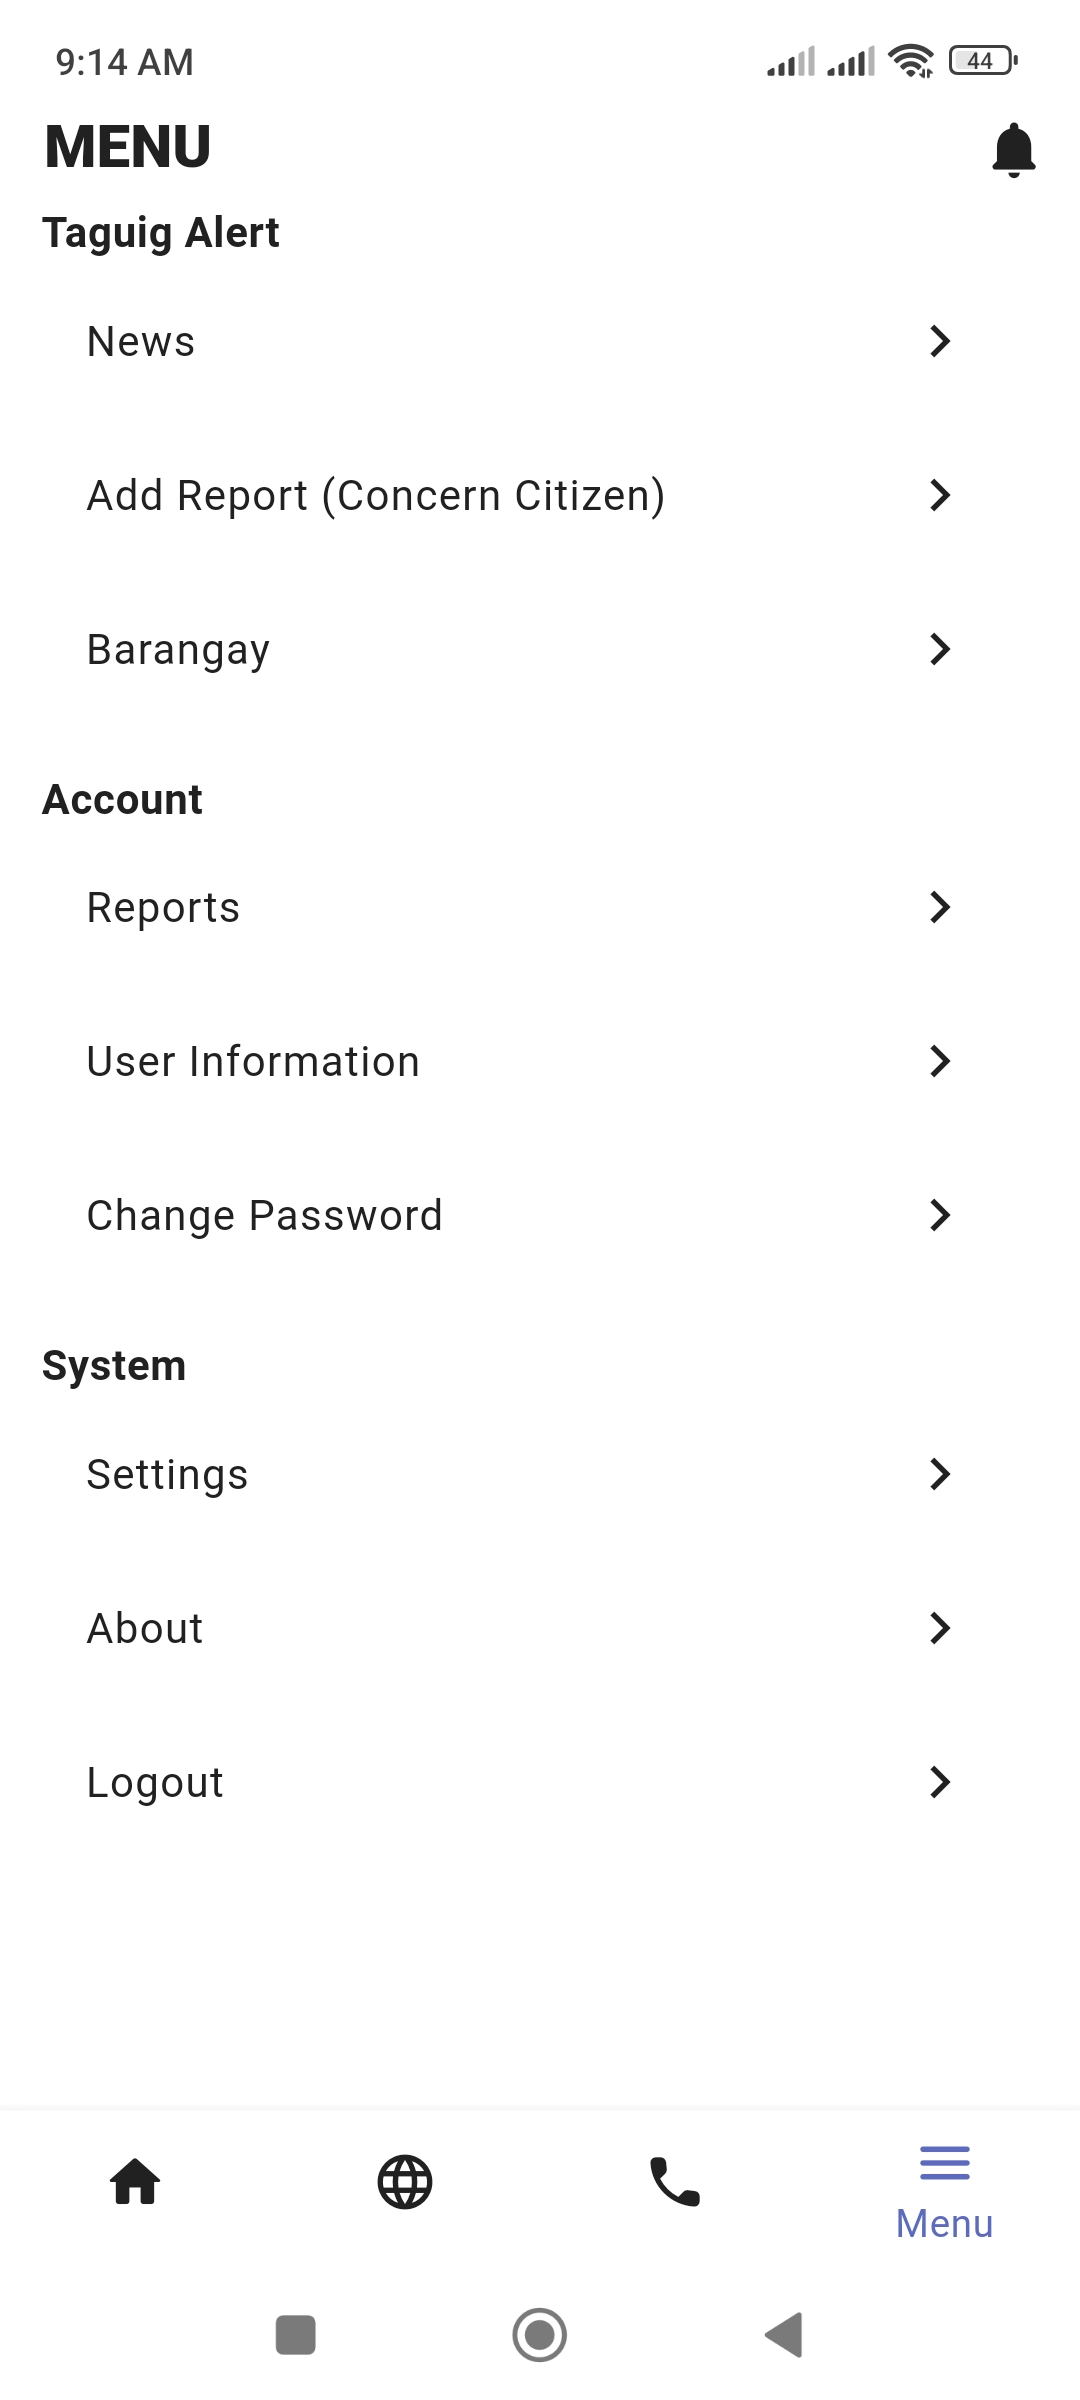 9:14 AM
44
MENU
Taguig Alert
News
Add Report (Concern Citizen)
Barangay
Account
Reports
User Information
Change Password
System
Settings
About
Logout
Menu